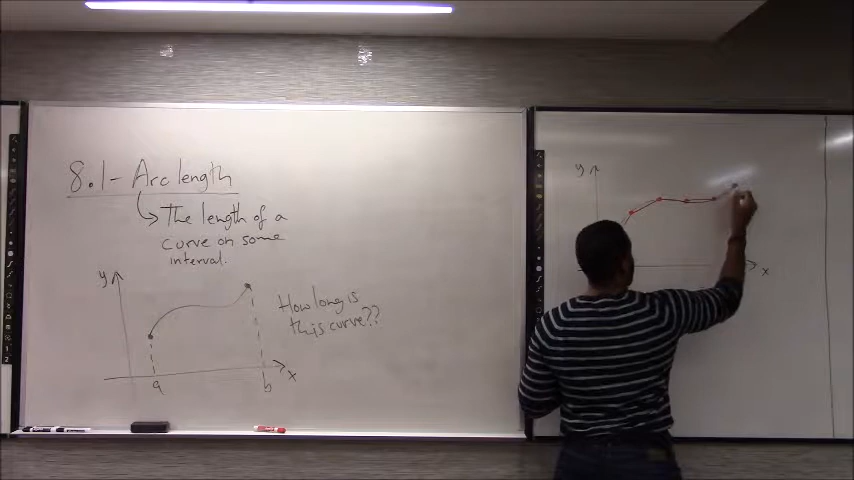 8.1 - Arc length
The length of a
curve on some
interval.
y
How long is
this curve??
x
a
b
y
x